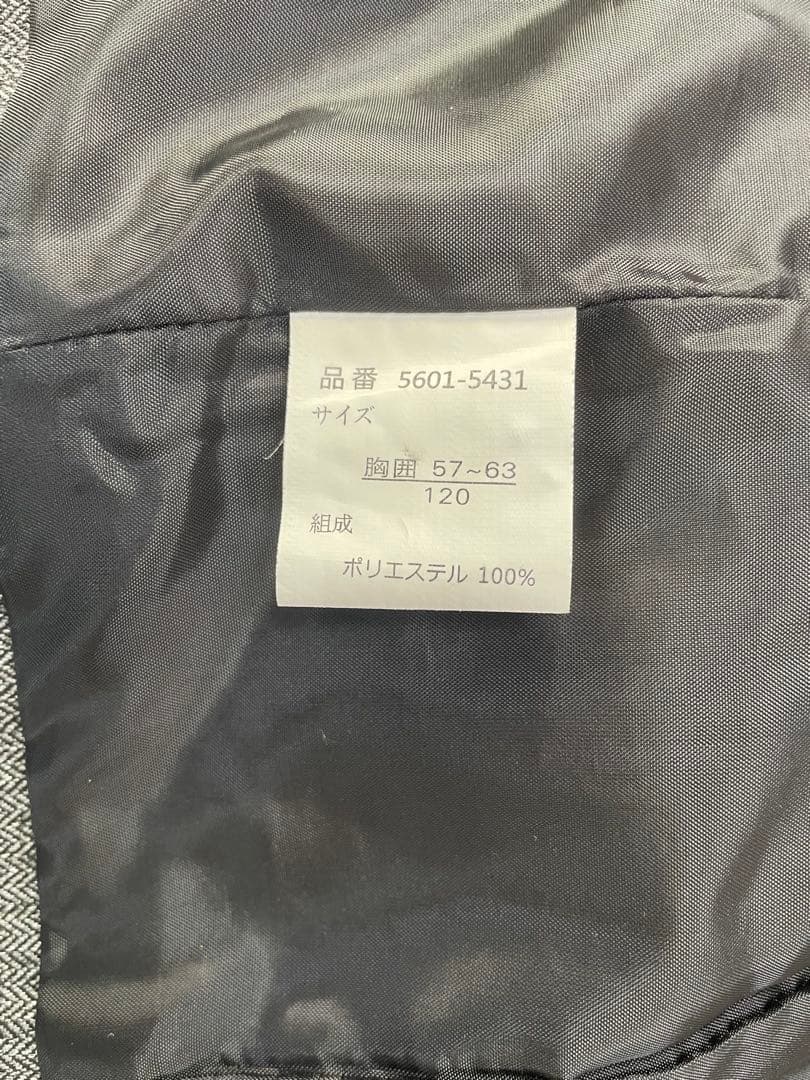 品番 5601-5431
サイズ
胸囲 57~63
120
組成
ポリエステル 100%